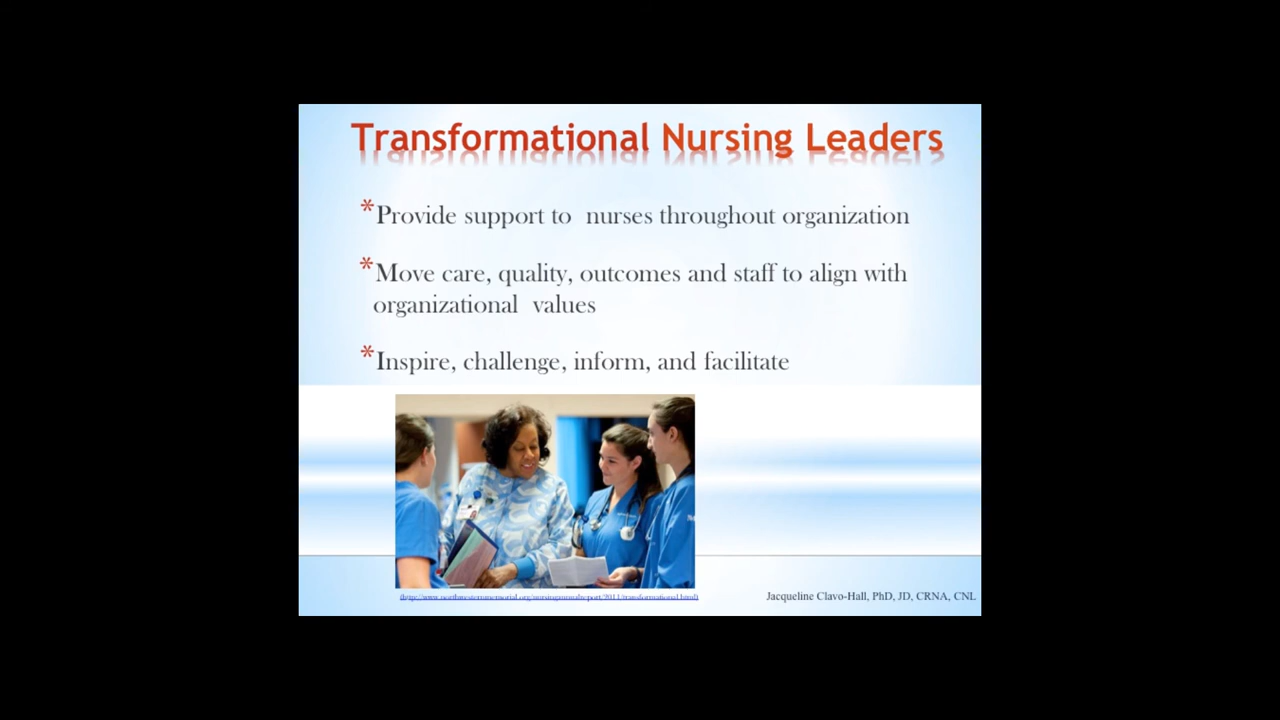 Transformational Nursing Leaders
*Provide support to nurses throughout organization
*Move care, quality, outcomes and staff to align with
organizational values
*Inspire, challenge, inform, and facilitate
Jacqueline Clavo-Hall, PhD, JD, CRNA, CNL